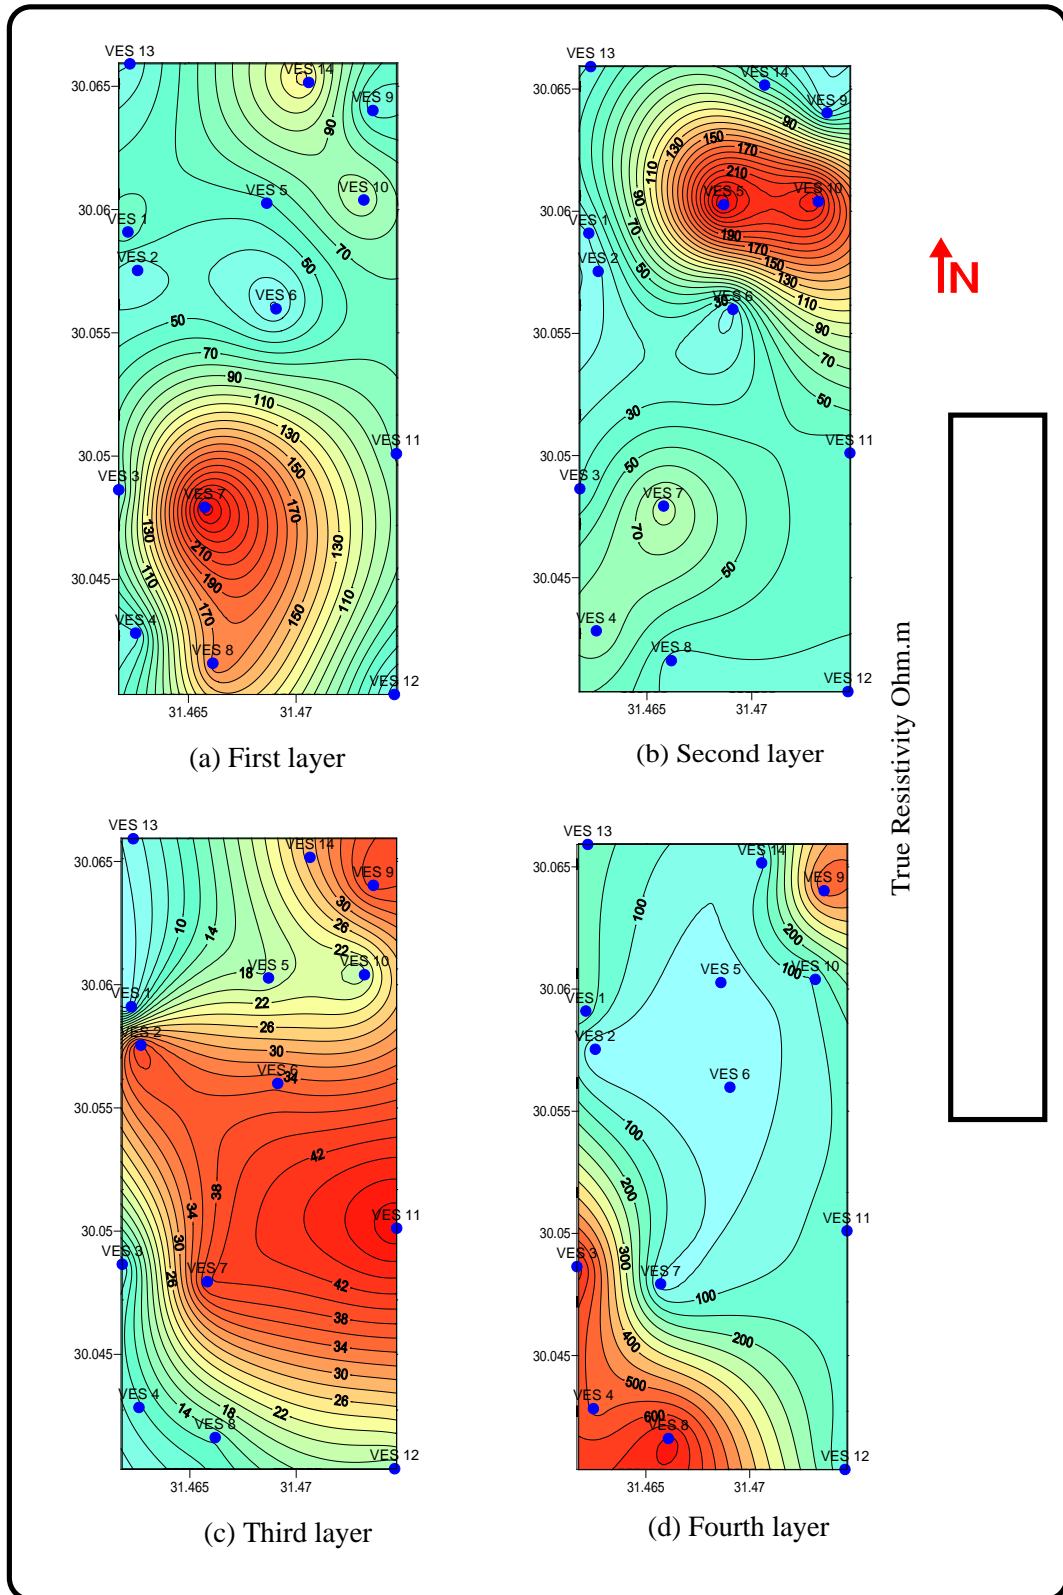 VES 13
VES 14
30.065
VES 9
90
VES 10
VES 5
30.06
VES 1
70
VES 2
50
VES 6
30.055
50
70
90
110
130
VES 11
30.05
150
VES 3
VES 7
170
130
130
210
30.045
190
110
110
170
150
VES 4
VES 8
VES 12
31.465
31.47
(a) First layer
VES 13
VES 14
30.065
VES 9
90
150
130
170
110
210
90
VES 5
VES 10
30.06
70
VES 1
190
50
170
150
VES 2
130
30
VES 6
110
30.055
90
70
30
50
VES 11
30.05
50
VES 3
VES 7
70
30.045
50
VES 4
VES 8
VES 12
31.465
31.47
(b) Second layer
N
True Resistivity Ohm.m
VES 13
VES 14
30.065
VES 9
30
10
14
26
22
VES 5
VES 10
18
30.06
VES 1
22
26
VES 2
30
VES 6
34
30.055
42
38
34
VES 11
30.05
30
VES 3
26
VES 7
42
38
34
30.045
30
26
VES 4
14
18
22
VES 8
VES 12
31.465
31.47
(c) Third layer
VES 13
VES 14
30.065
VES 9
100
200
VES 5
100
VES 10
30.06
VES 1
VES 2
VES 6
30.055
100
200
VES 11
30.05
300
VES 3
VES 7
100
400
200
30.045
500
VES 4
600
VES 8
VES 12
31.465
31.47
(d) Fourth layer